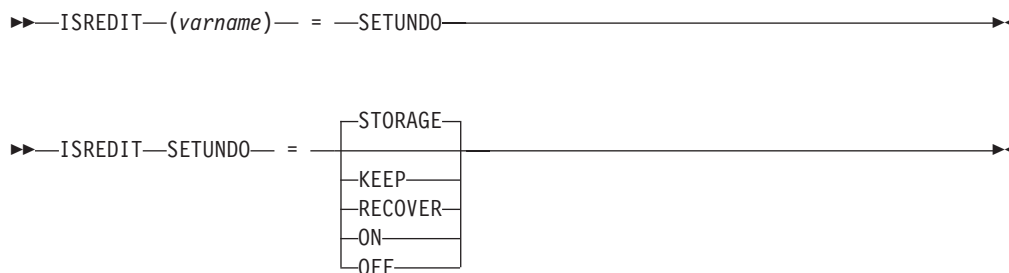 ISREDIT (varname) = SETUNDO
STORAGE
ISREDIT SETUNDO =
KEEP
RECOVER
ON
OFF